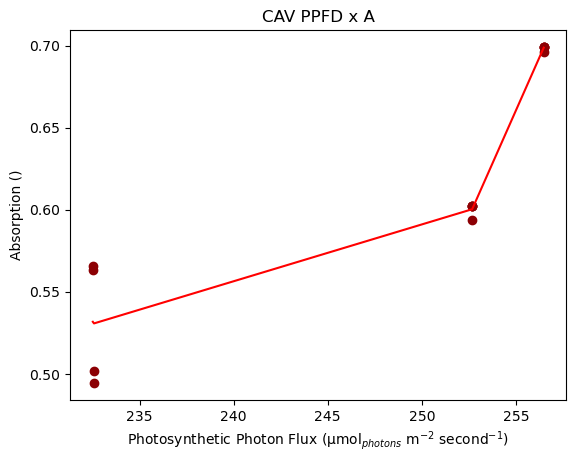 CAV PPFD x A
0.70
0.65
0.60
0.55
0.50
Absorption ()
235 240 245 250 255
Photosynthetic Photon Flux (μmol_photons m⁻² second⁻¹)